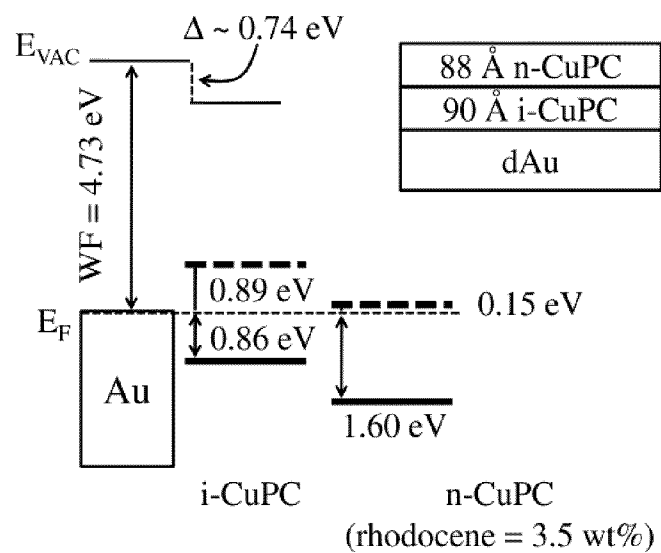 Δ ~ 0.74 eV
E_VAC
WF = 4.73 eV
88 Å n-CuPC
90 Å i-CuPC
dAu
0.89 eV
0.15 eV
E_F
0.86 eV
Au
1.60 eV
i-CuPC
n-CuPC
(rhodocene = 3.5 wt%)